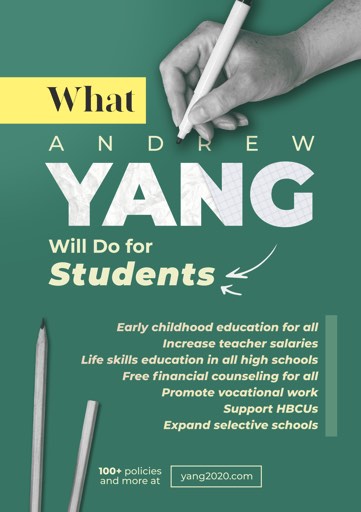 What
ANDREW
YANG
Will Do for
Students
Early childhood education for all
Increase teacher salaries
Life skills education in all high schools
Free financial counseling for all
Promote vocational work
Support HBCUs
Expand selective schools
100+ policies
and more at
yang2020.com